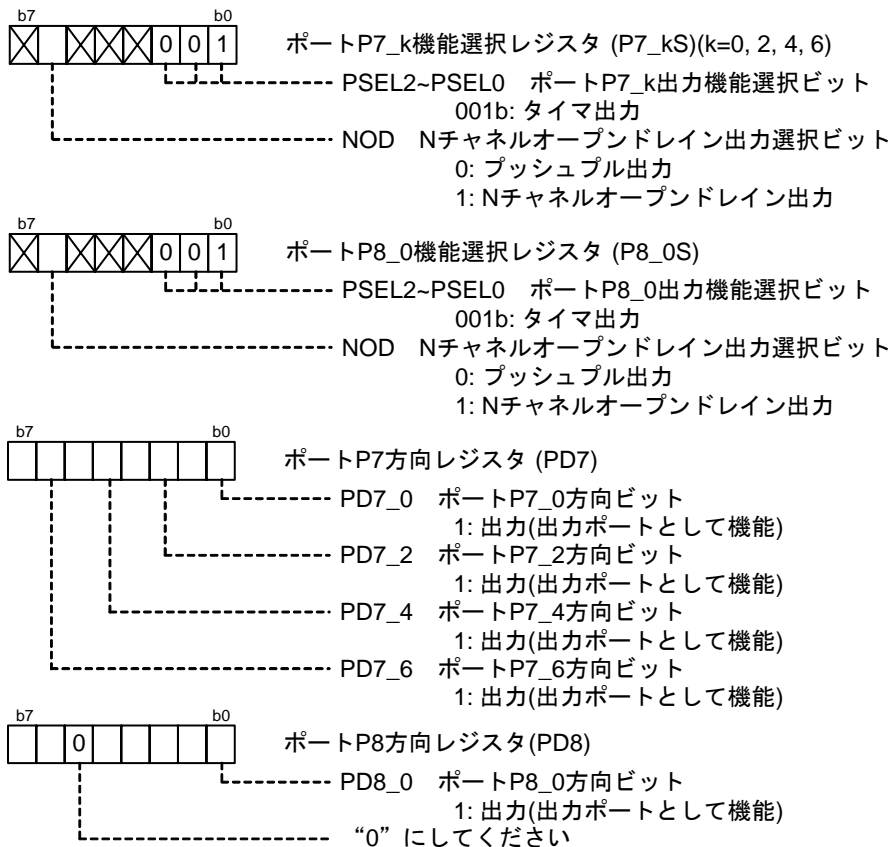 b7 b0
0 0 1 ポートP7_k機能選択レジスタ (P7_kS)(k=0, 2, 4, 6)
PSEL2~PSEL0 ポートP7_k出力機能選択ビット
001b: タイマ出力
NOD Nチャネルオープンドレイン出力選択ビット
0: プッシュプル出力
1: Nチャネルオープンドレイン出力
b7 b0
0 0 1 ポートP8_0機能選択レジスタ (P8_0S)
PSEL2~PSEL0 ポートP8_0出力機能選択ビット
001b: タイマ出力
NOD Nチャネルオープンドレイン出力選択ビット
0: プッシュプル出力
1: Nチャネルオープンドレイン出力
b7 b0
ポートP7方向レジスタ (PD7)
PD7_0 ポートP7_0方向ビット
1: 出力(出力ポートとして機能)
PD7_2 ポートP7_2方向ビット
1: 出力(出力ポートとして機能)
PD7_4 ポートP7_4方向ビット
1: 出力(出力ポートとして機能)
PD7_6 ポートP7_6方向ビット
1: 出力(出力ポートとして機能)
b7 b0
0 ポートP8方向レジスタ(PD8)
PD8_0 ポートP8_0方向ビット
1: 出力(出力ポートとして機能)
“0” にしてください